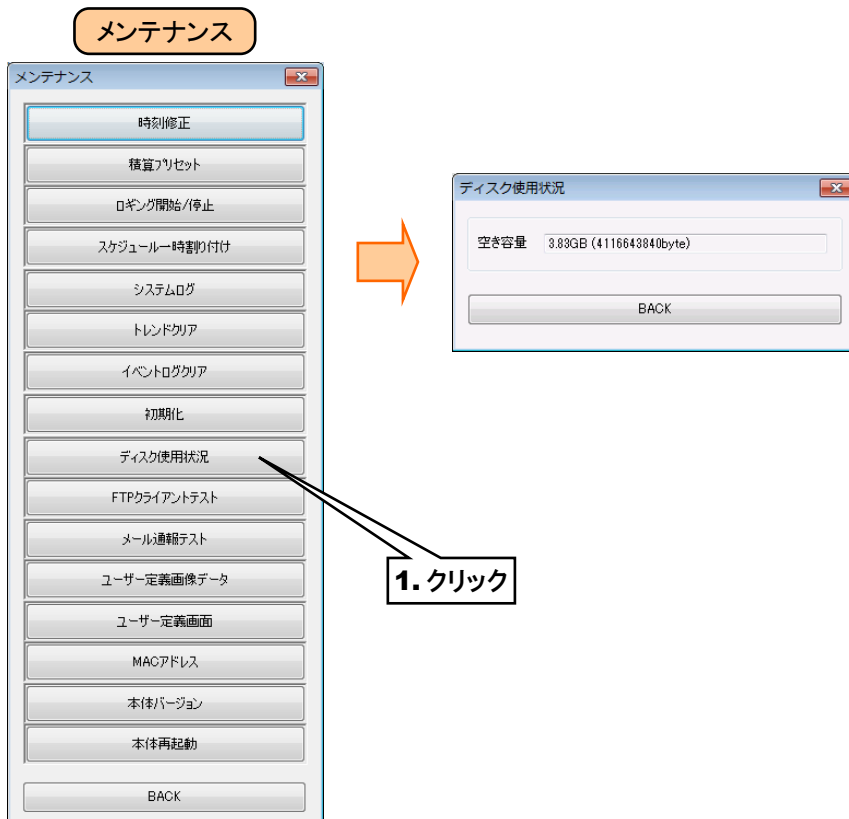 メンテナンス
メンテナンス
時刻修正
積算プリセット
ロギング開始/停止
スケジュール一時割り付け
システムログ
トレンドクリア
イベントログクリア
初期化
ディスク使用状況
FTPクライアントテスト
メール通報テスト
ユーザー定義画像データ
ユーザー定義画面
MACアドレス
本体バージョン
本体再起動
BACK
ディスク使用状況
空き容量 3.83GB (4116643840byte)
BACK
1. クリック